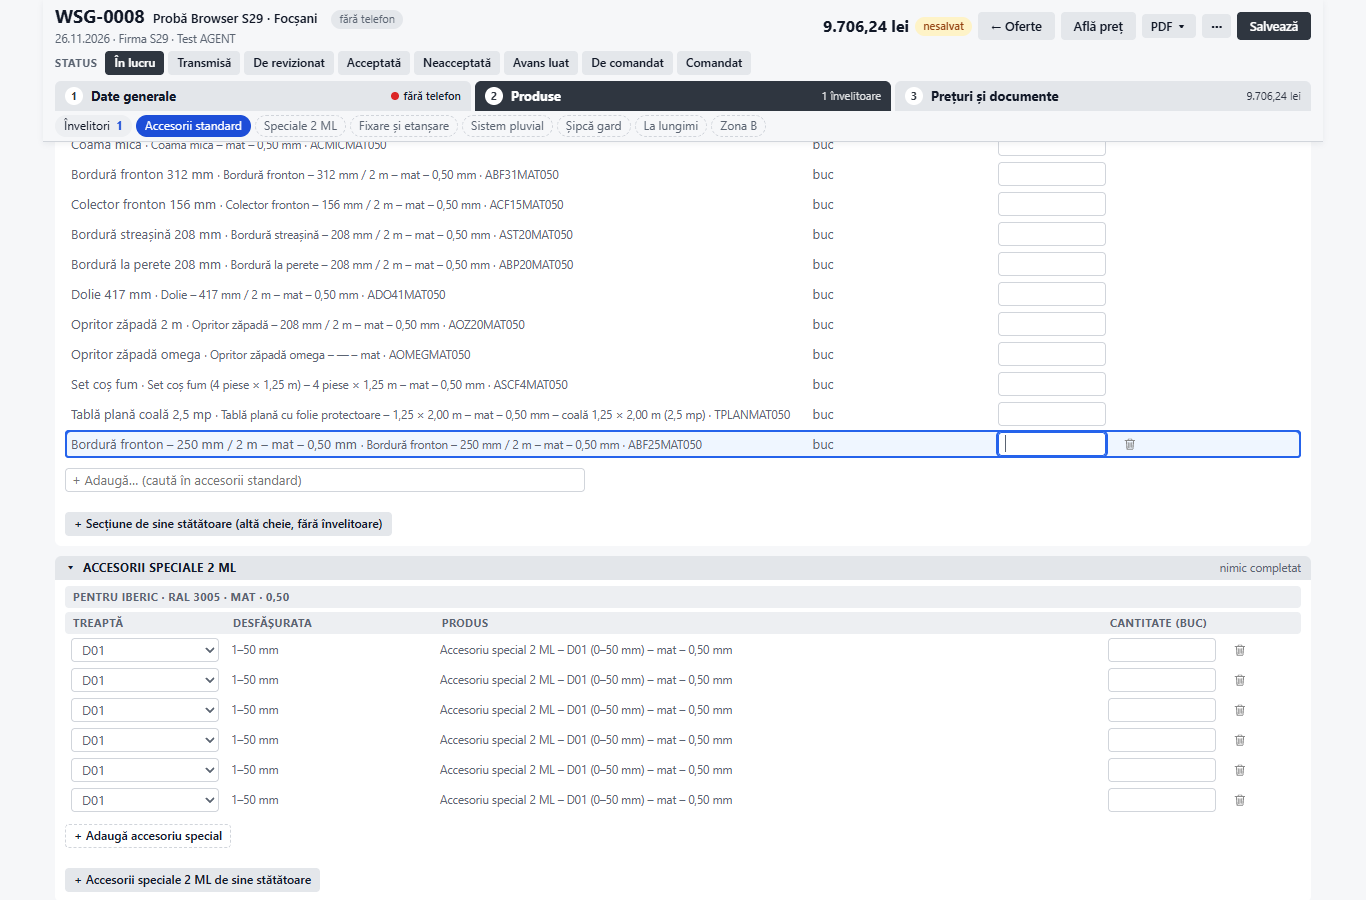 WSG-0008 Probă Browser S29 · Focșani fără telefon
26.11.2026 · Firma S29 · Test AGENT
9.706,24 lei nesalvat ← Oferte Află preț PDF ▾ ··· Salvează
STATUS În lucru Transmisă De revizionat Acceptată Neacceptată Avans luat De comandat Comandat
1 Date generale fără telefon 2 Produse 1 învelitoare 3 Prețuri și documente 9.706,24 lei
Învelitori 1 Accesorii standard Speciale 2 ML Fixare și etanșare Sistem pluvial Șipcă gard La lungimi Zona B
Coamă mică · Coamă mică – mat – 0,50 mm · ACMICMAT050 buc
Bordură fronton 312 mm · Bordură fronton – 312 mm / 2 m – mat – 0,50 mm · ABF31MAT050 buc
Colector fronton 156 mm · Colector fronton – 156 mm / 2 m – mat – 0,50 mm · ACF15MAT050 buc
Bordură streașină 208 mm · Bordură streașină – 208 mm / 2 m – mat – 0,50 mm · AST20MAT050 buc
Bordură la perete 208 mm · Bordură la perete – 208 mm / 2 m – mat – 0,50 mm · ABP20MAT050 buc
Dolie 417 mm · Dolie – 417 mm / 2 m – mat – 0,50 mm · ADO41MAT050 buc
Opritor zăpadă 2 m · Opritor zăpadă – 208 mm / 2 m – mat – 0,50 mm · AOZ20MAT050 buc
Opritor zăpadă omega · Opritor zăpadă omega – — – mat · AOMEGMAT050 buc
Set coș fum · Set coș fum (4 piese × 1,25 m) – 4 piese × 1,25 m – mat – 0,50 mm · ASCF4MAT050 buc
Tablă plană coală 2,5 mp · Tablă plană cu folie protectoare – 1,25 × 2,00 m – mat – 0,50 mm – coală 1,25 × 2,00 m (2,5 mp) · TPLANMAT050 buc
Bordură fronton – 250 mm / 2 m – mat – 0,50 mm · Bordură fronton – 250 mm / 2 m – mat – 0,50 mm · ABF25MAT050 buc
+ Adaugă... (caută în accesorii standard)
+ Secțiune de sine stătătoare (altă cheie, fără învelitoare)
▾ ACCESORII SPECIALE 2 ML nimic completat
PENTRU IBERIC · RAL 3005 · MAT · 0,50
TREAPTĂ DESFĂȘURATA PRODUS CANTITATE (BUC)
D01 1–50 mm Accesoriu special 2 ML – D01 (0–50 mm) – mat – 0,50 mm
D01 1–50 mm Accesoriu special 2 ML – D01 (0–50 mm) – mat – 0,50 mm
D01 1–50 mm Accesoriu special 2 ML – D01 (0–50 mm) – mat – 0,50 mm
D01 1–50 mm Accesoriu special 2 ML – D01 (0–50 mm) – mat – 0,50 mm
D01 1–50 mm Accesoriu special 2 ML – D01 (0–50 mm) – mat – 0,50 mm
D01 1–50 mm Accesoriu special 2 ML – D01 (0–50 mm) – mat – 0,50 mm
+ Adaugă accesoriu special
+ Accesorii speciale 2 ML de sine stătătoare